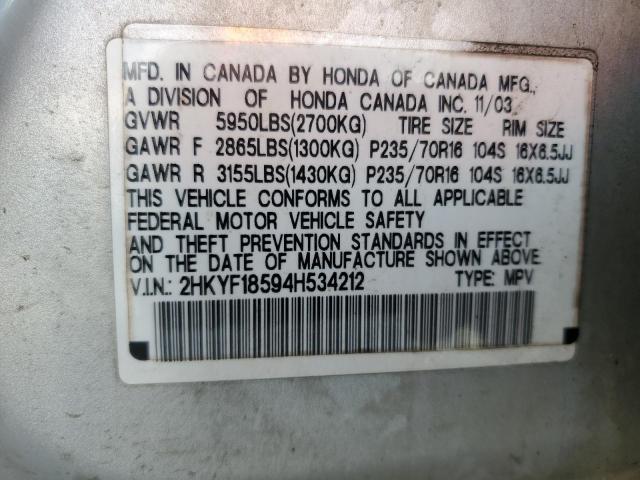 MFD. IN CANADA BY HONDA OF CANADA MFG.,
A DIVISION OF HONDA CANADA INC. 11/03
GVWR 5950LBS(2700KG) TIRE SIZE RIM SIZE
GAWR F 2865LBS(1300KG) P235/70R16 104S 16X6.5JJ
GAWR R 3155LBS(1430KG) P235/70R16 104S 16X6.5JJ
THIS VEHICLE CONFORMS TO ALL APPLICABLE
FEDERAL MOTOR VEHICLE SAFETY
AND THEFT PREVENTION STANDARDS IN EFFECT
ON THE DATE OF MANUFACTURE SHOWN ABOVE.
V.I.N.: 2HKYF18594H534212 TYPE: MPV